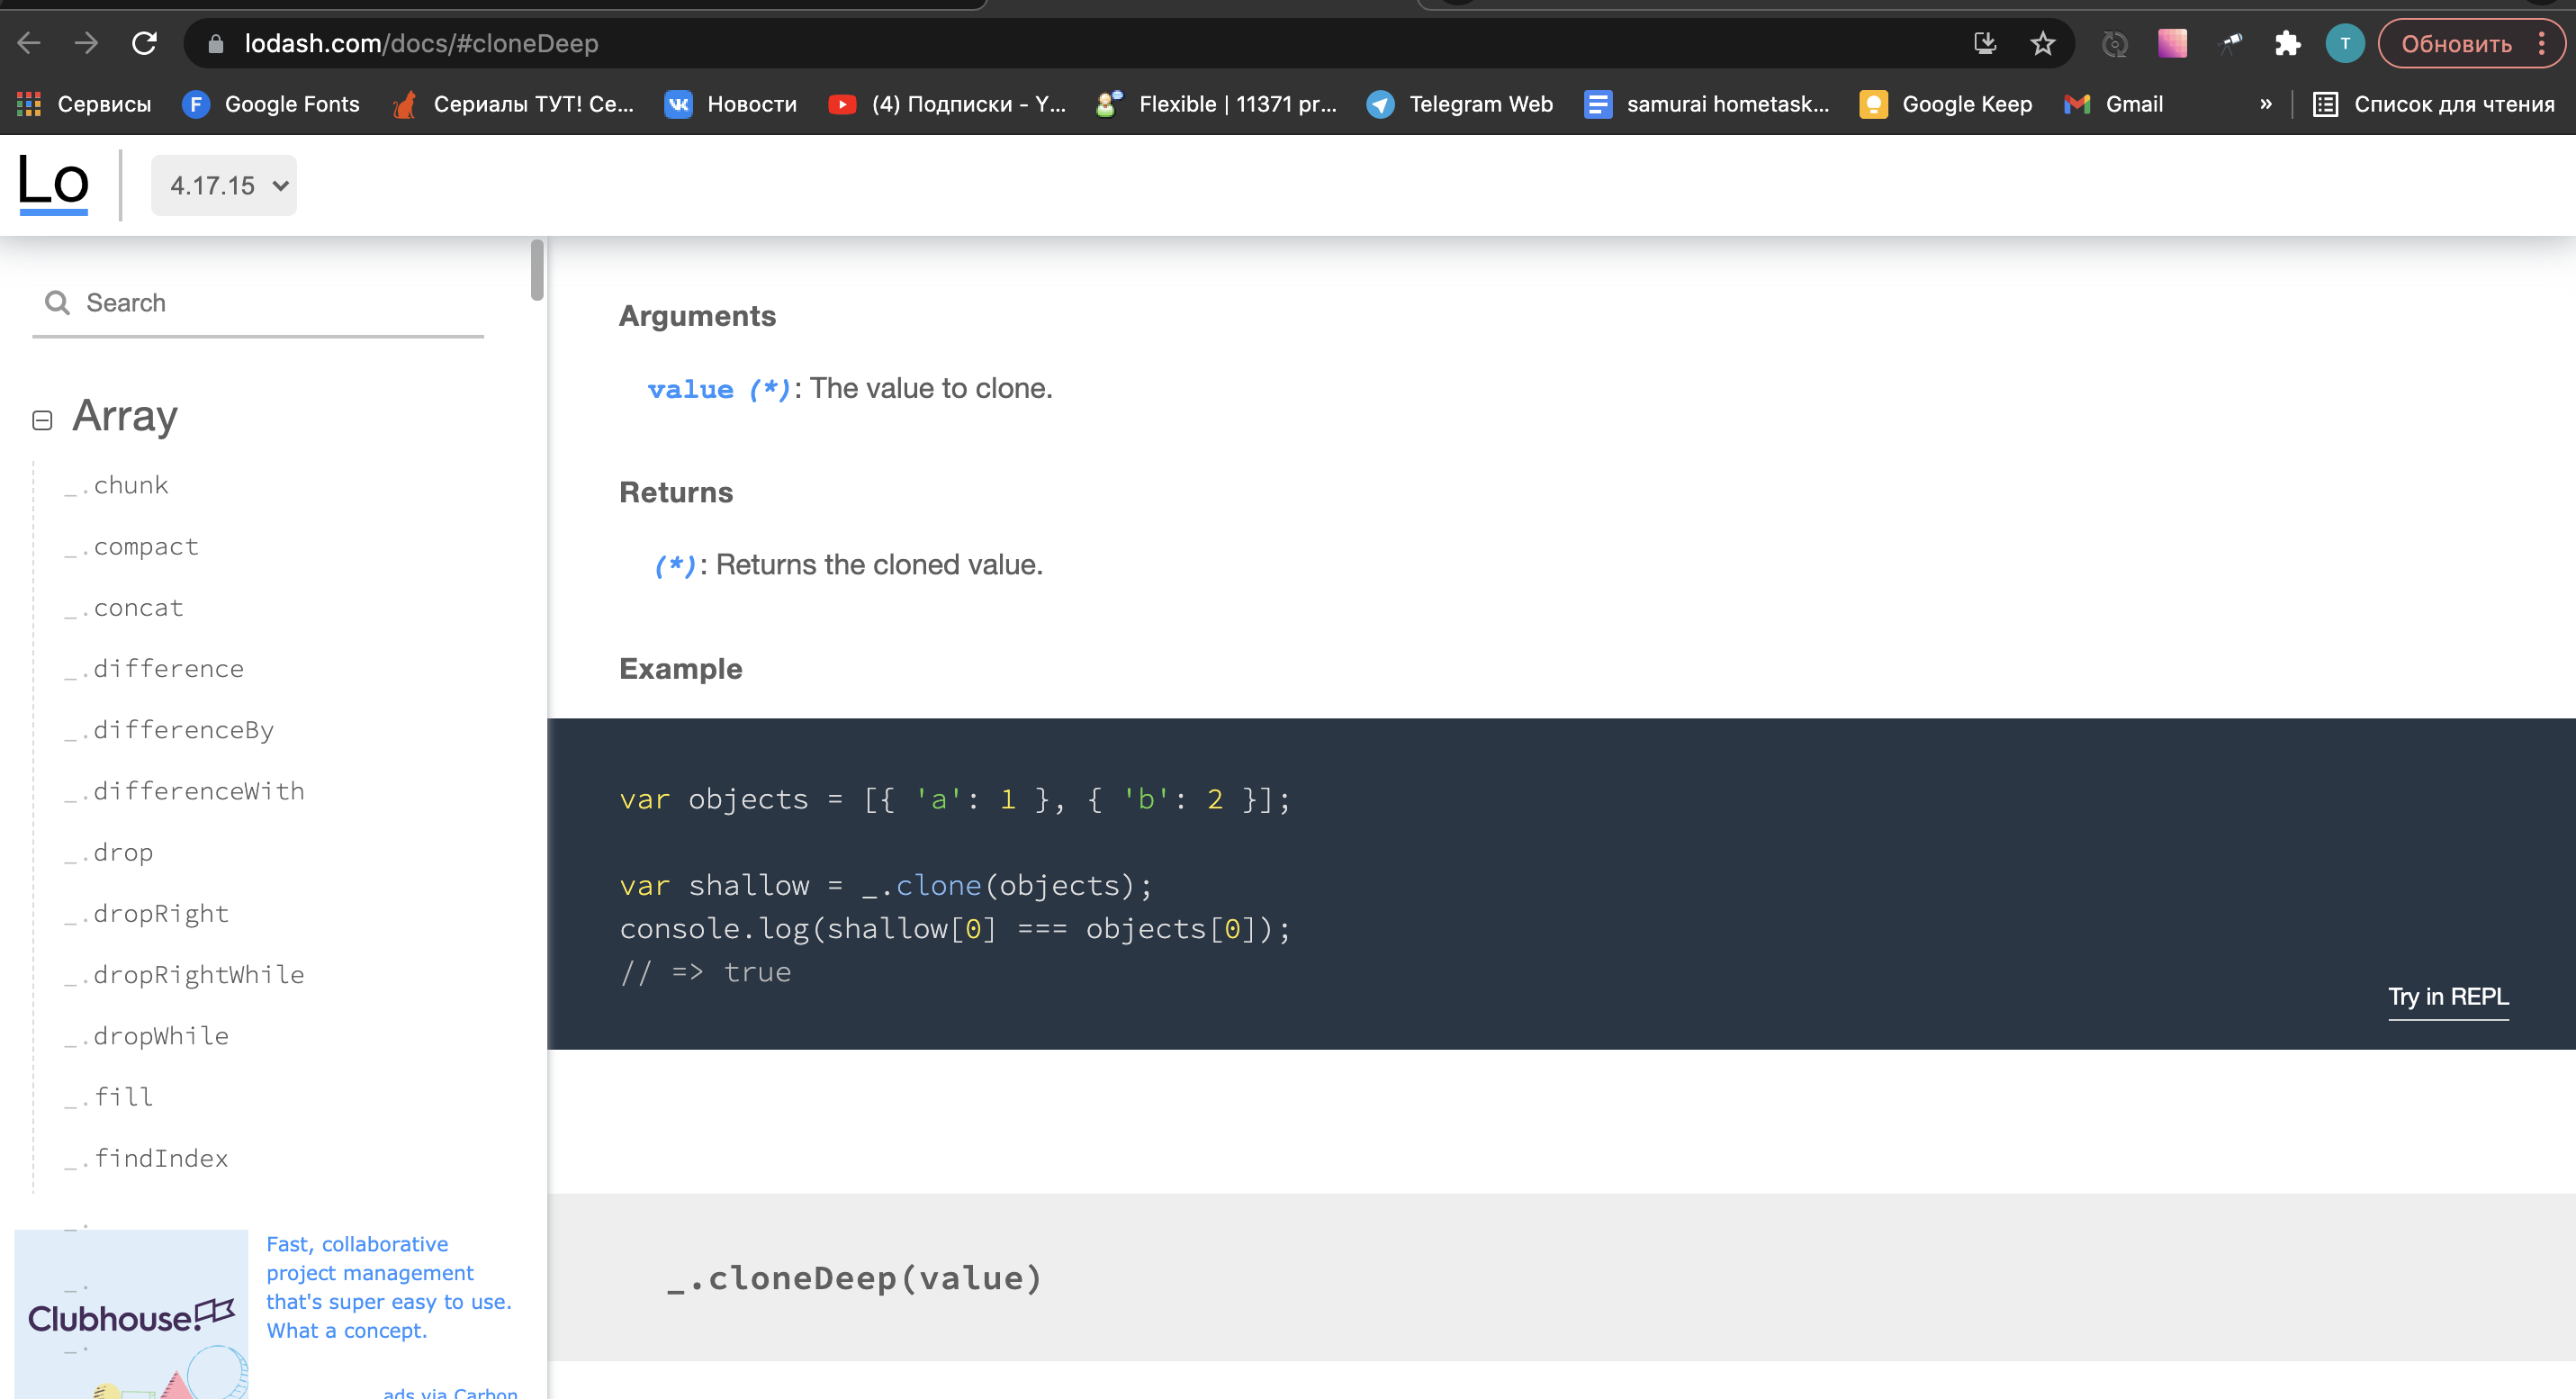 lodash.com/docs/#cloneDeep
T
Обновить
Сервисы
F
Google Fonts
Сериалы ТУТ! Се...
Новости
(4) Подписки - Y...
Flexible | 11371 pr...
Telegram Web
samurai hometask...
Google Keep
Gmail
»
Список для чтения
Lo
4.17.15
Search
Array
_.chunk
_.compact
_.concat
_.difference
_.differenceBy
_.differenceWith
_.drop
_.dropRight
_.dropRightWhile
_.dropWhile
_.fill
_.findIndex
_.
_.
_.
Clubhouse!
Fast, collaborative
project management
that's super easy to use.
What a concept.
ads via Carbon
Arguments
value (*): The value to clone.
Returns
(*): Returns the cloned value.
Example
var objects = [{ 'a': 1 }, { 'b': 2 }];
var shallow = _.clone(objects);
console.log(shallow[0] === objects[0]);
// => true
Try in REPL
_.cloneDeep(value)